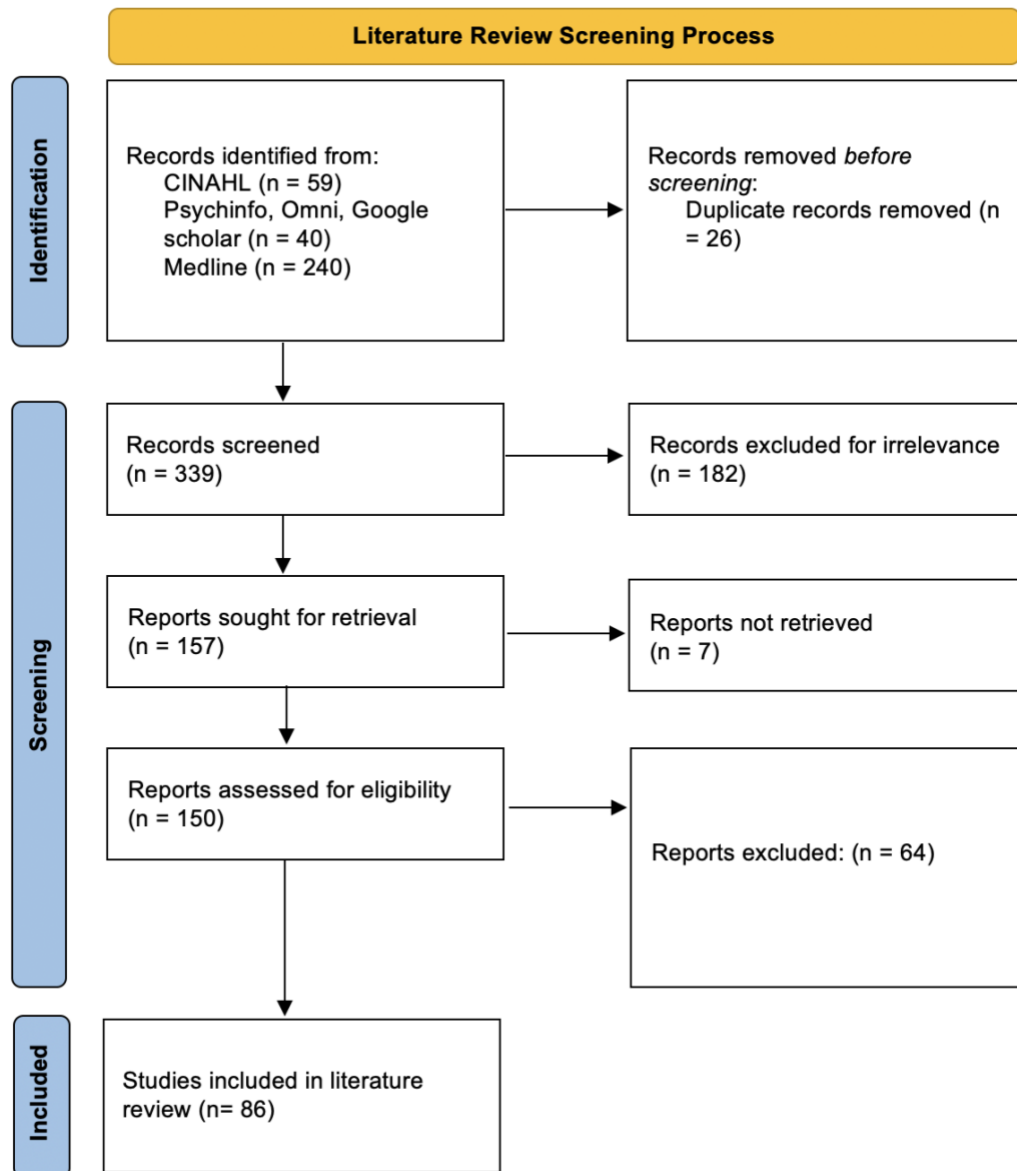 Literature Review Screening Process
Identification
Records identified from:
CINAHL (n = 59)
Psychinfo, Omni, Google
scholar (n = 40)
Medline (n = 240)
Records removed before
screening:
Duplicate records removed (n
= 26)
Screening
Records screened
(n = 339)
Records excluded for irrelevance
(n = 182)
Reports sought for retrieval
(n = 157)
Reports not retrieved
(n = 7)
Reports assessed for eligibility
(n = 150)
Reports excluded: (n = 64)
Included
Studies included in literature
review (n= 86)